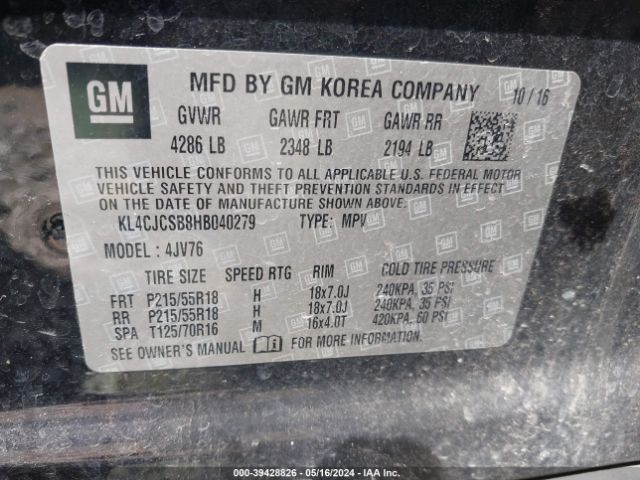 GM
MFD BY GM KOREA COMPANY 10 / 16
GVWR GAWR FRT GAWR RR
4286 LB 2348 LB 2194 LB
THIS VEHICLE CONFORMS TO ALL APPLICABLE U.S. FEDERAL MOTOR
VEHICLE SAFETY AND THEFT PREVENTION STANDARDS IN EFFECT
ON THE DATE OF MANUFACTURE SHOWN ABOVE.
KL4CJCSB8HB040279 TYPE: MPV
MODEL : 4JV76
TIRE SIZE SPEED RTG RIM COLD TIRE PRESSURE
FRT P215/55R18 H 18x7.0J 240KPA, 35 PSI
RR P215/55R18 H 18x7.0J 240KPA, 35 PSI
SPA T125/70R16 M 16x4.0T 420KPA, 60 PSI
SEE OWNER'S MANUAL FOR MORE INFORMATION
000-39428826 - 05/16/2024 - IAA Inc.